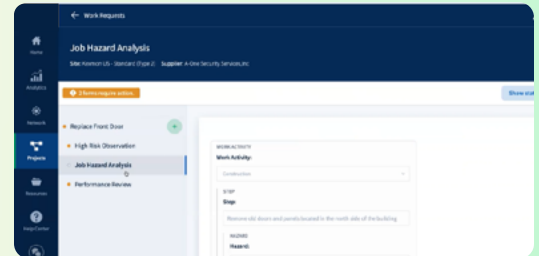 ← Work Requests
Job Hazard Analysis
Site: Keemon US - Standard (Type 2) Supplier A-One Security Services,Inc
3 forms require action.
Show stat
Home
Analytics
Network
Projects
Resources
Help Center
Replace Front Door
High Risk Observation
Job Hazard Analysis
Performance Review
WORK ACTIVITY
Work Activity:
Construction
STEP
Step:
Remove old doors and panels located in the north side of the building
HAZARD
Hazard: